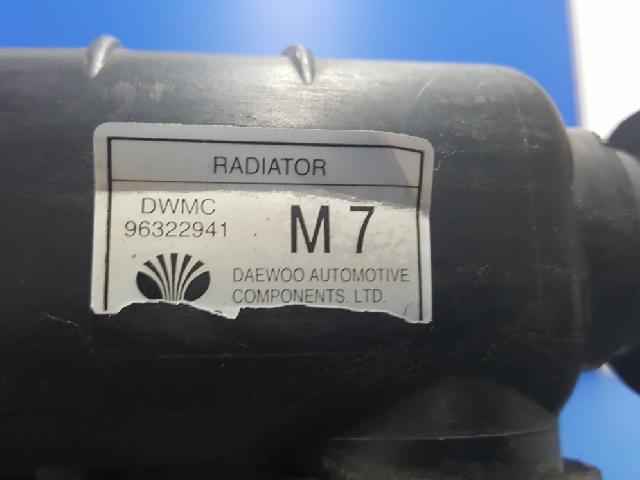 RADIATOR
DWMC
96322941
M 7
DAEWOO AUTOMOTIVE
COMPONENTS. LTD.